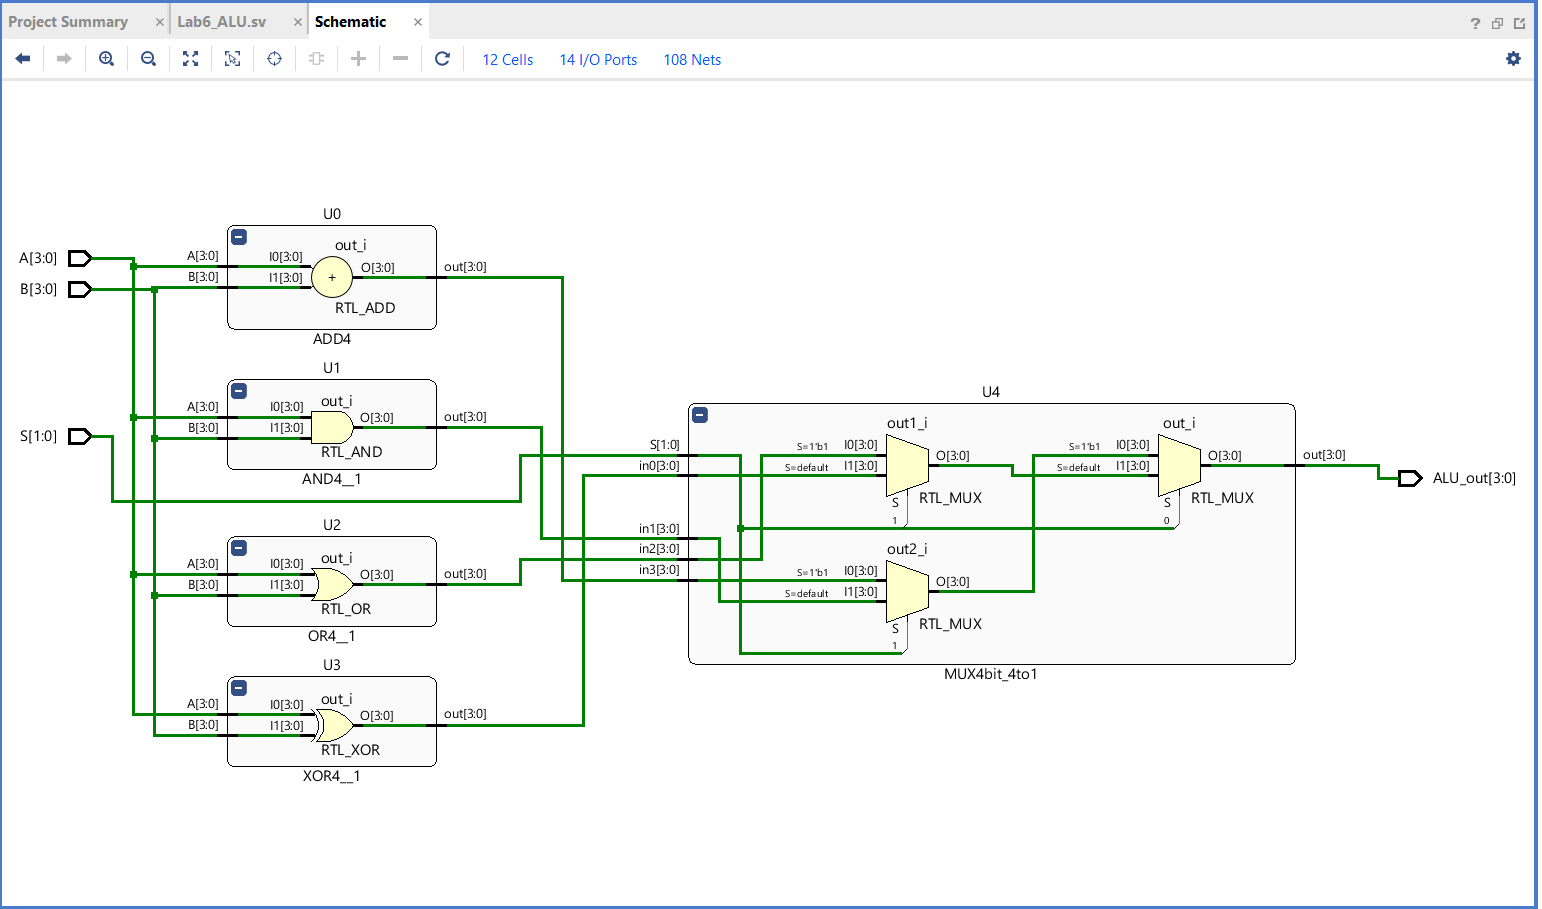 Project Summary × Lab6_ALU.sv × Schematic ×
?
12 Cells 14 I/O Ports 108 Nets
U0
A[3:0] A[3:0] I0[3:0] out_i O[3:0] out[3:0]
B[3:0] B[3:0] I1[3:0] +
RTL_ADD
ADD4
U1
A[3:0] I0[3:0] out_i O[3:0] out[3:0]
B[3:0] I1[3:0]
RTL_AND
AND4__1
S[1:0]
U2
A[3:0] I0[3:0] out_i O[3:0] out[3:0]
B[3:0] I1[3:0]
RTL_OR
OR4__1
U3
A[3:0] I0[3:0] out_i O[3:0] out[3:0]
B[3:0] I1[3:0]
RTL_XOR
XOR4__1
U4
out1_i out_i
S[1:0] S=1'b1 I0[3:0] O[3:0] S=1'b1 I0[3:0] O[3:0] out[3:0]
in0[3:0] S=default I1[3:0] S=default I1[3:0]
ALU_out[3:0]
S RTL_MUX S RTL_MUX
1 0
in1[3:0]
in2[3:0] out2_i
in3[3:0] S=1'b1 I0[3:0] O[3:0]
S=default I1[3:0]
S RTL_MUX
1
MUX4bit_4to1